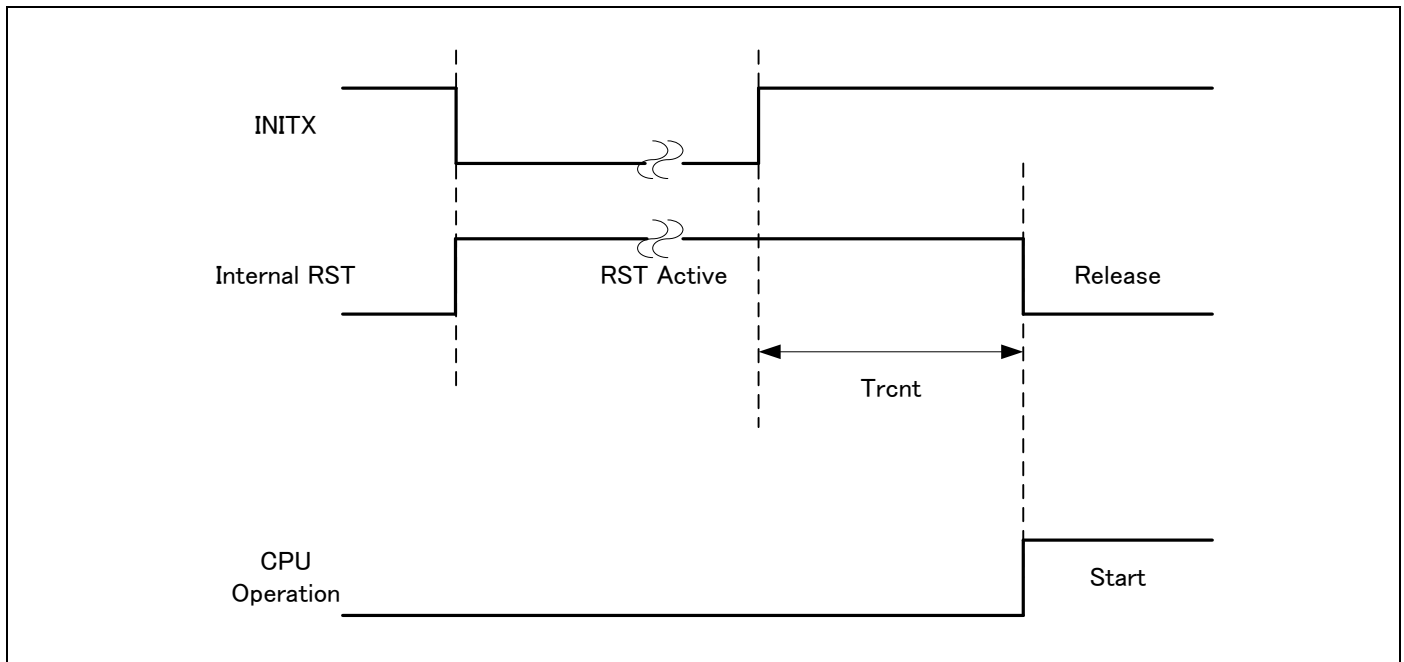 INITX
Internal RST
RST Active
Release
Trcnt
CPU
Operation
Start